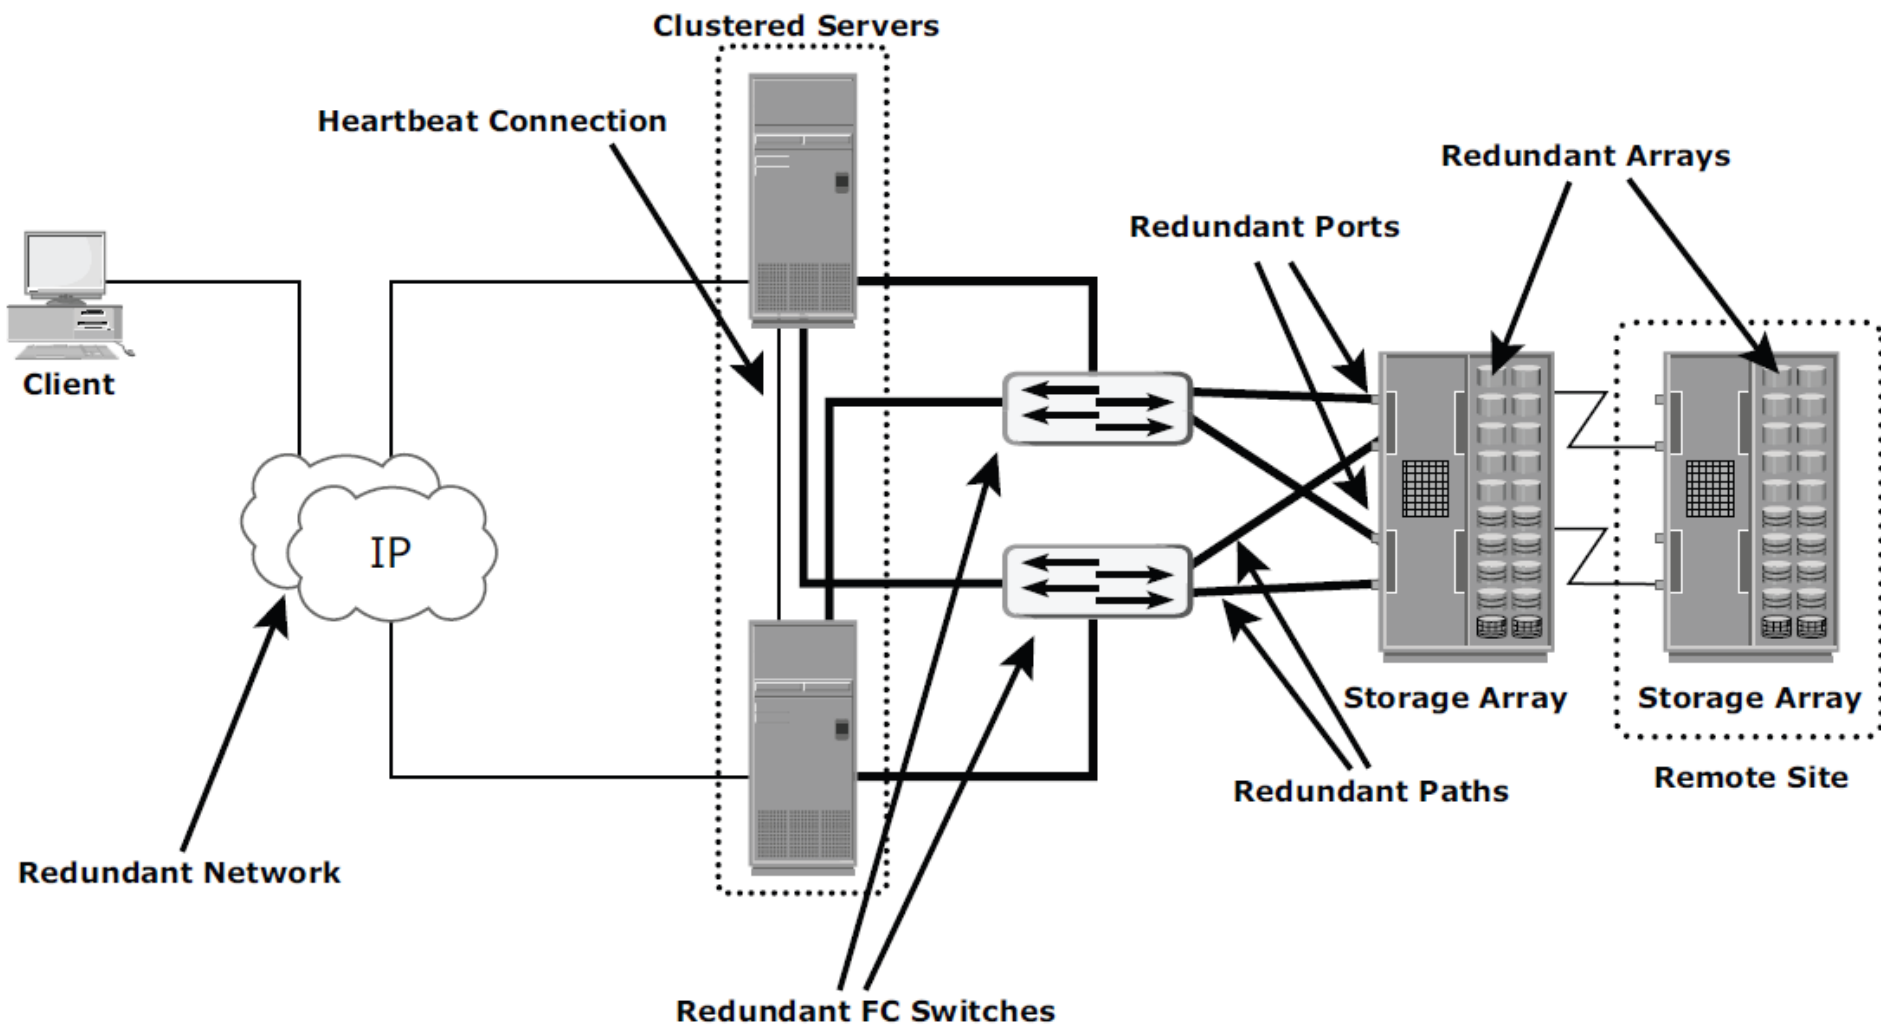 Clustered Servers
Heartbeat Connection
Redundant Arrays
Redundant Ports
Client
IP
Storage Array
Storage Array
Remote Site
Redundant Paths
Redundant Network
Redundant FC Switches